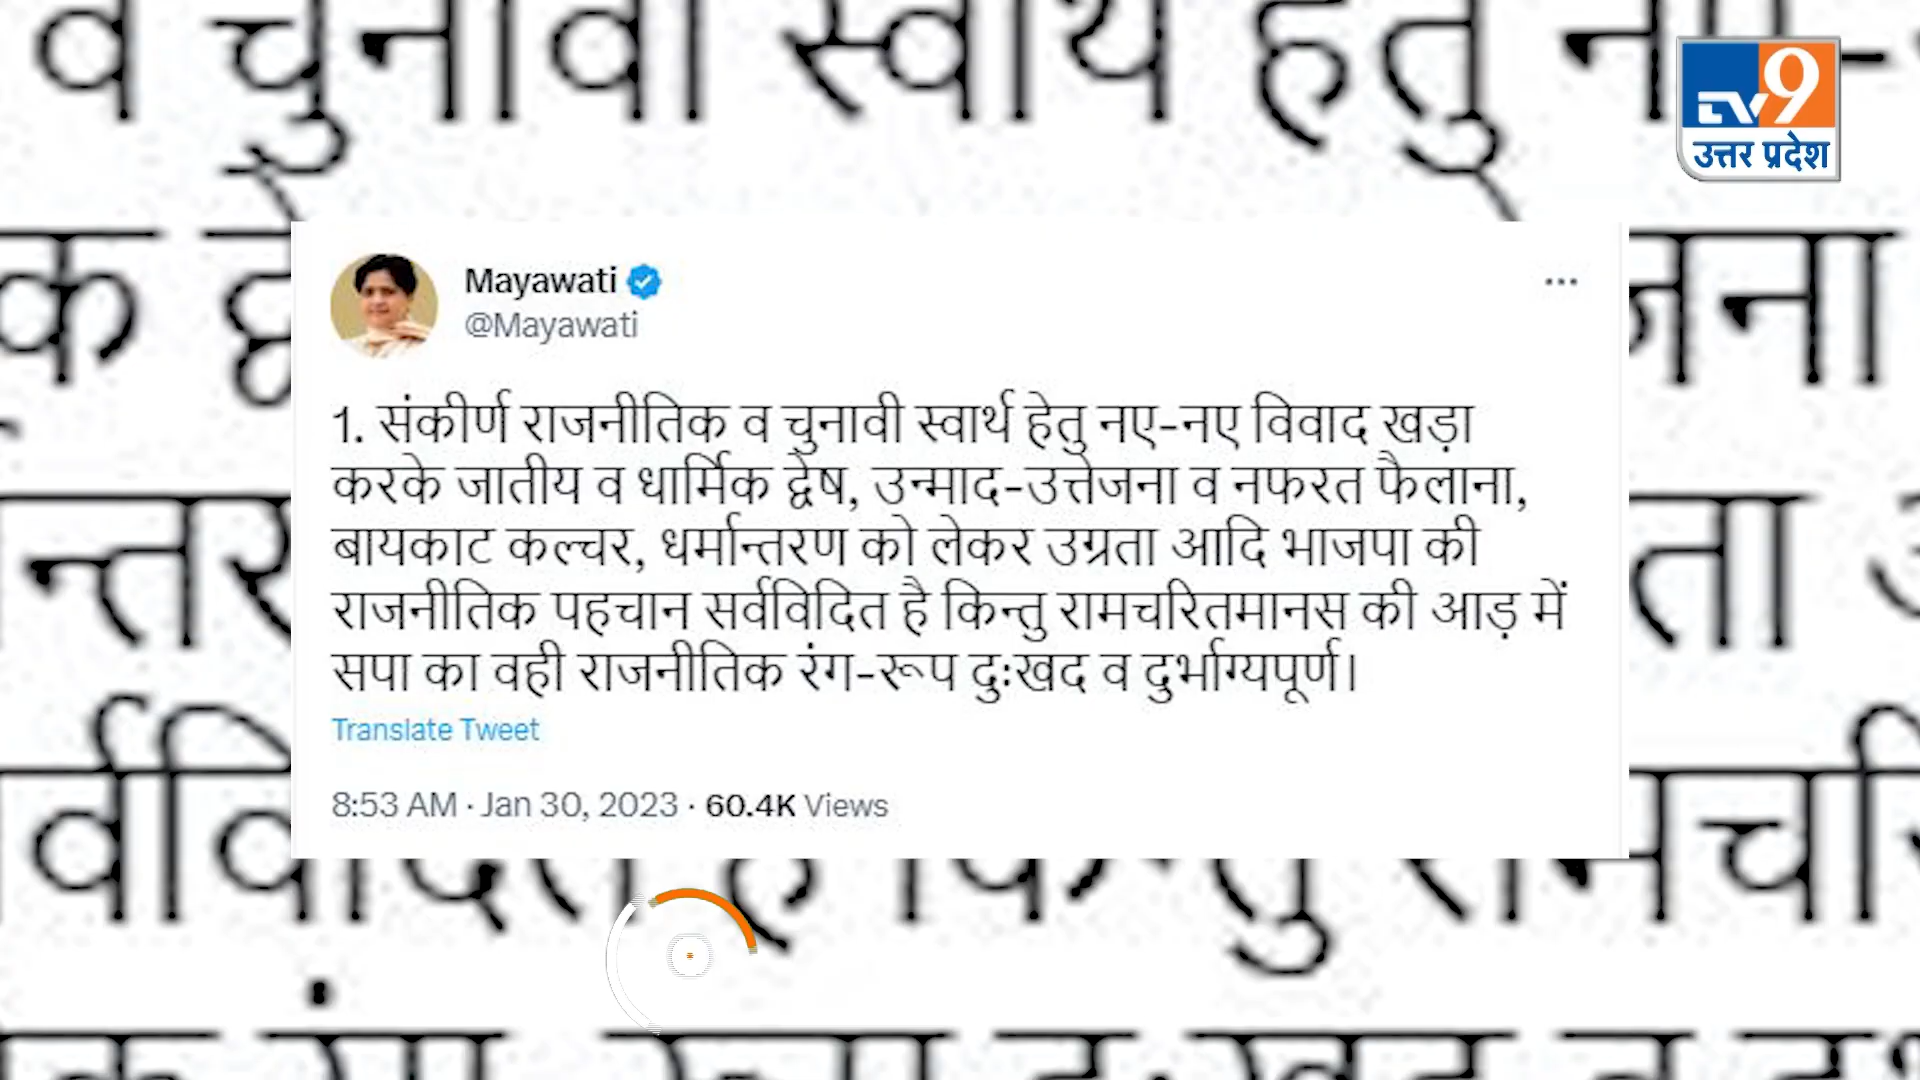 TV9
उत्तर प्रदेश
Mayawati
@Mayawati
1. संकीर्ण राजनीतिक व चुनावी स्वार्थ हेतु नए-नए विवाद खड़ा
करके जातीय व धार्मिक द्वेष, उन्माद-उत्तेजना व नफरत फैलाना,
बायकाट कल्चर, धर्मान्तरण को लेकर उग्रता आदि भाजपा की
राजनीतिक पहचान सर्वविदित है किन्तु रामचरितमानस की आड़ में
सपा का वही राजनीतिक रंग-रूप दुःखद व दुर्भाग्यपूर्ण।
Translate Tweet
8:53 AM · Jan 30, 2023 · 60.4K Views